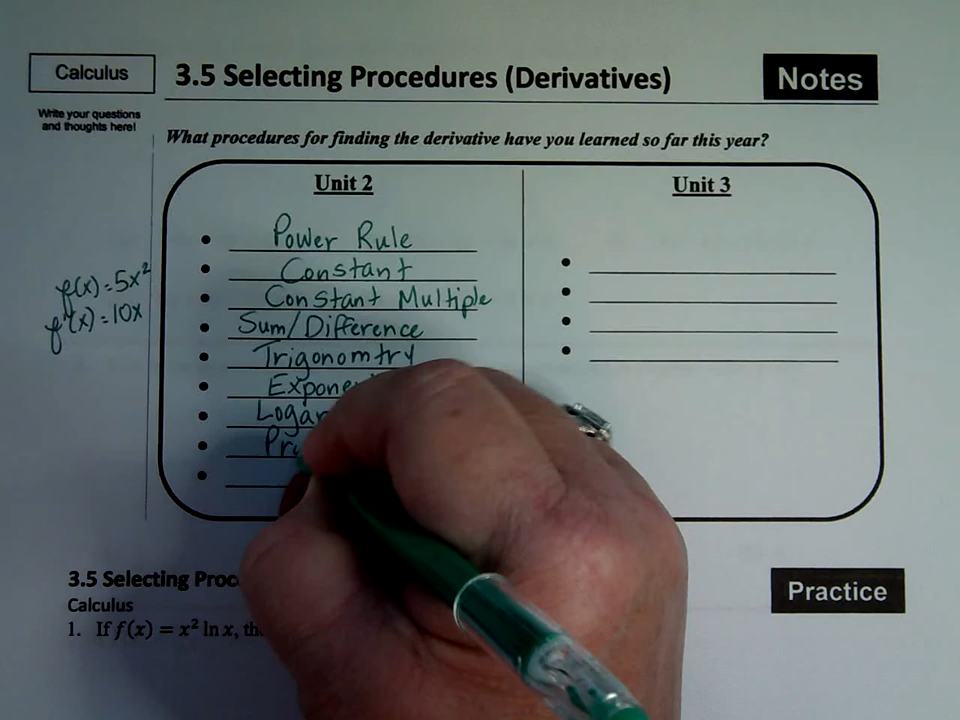 Calculus
3.5 Selecting Procedures (Derivatives)
Notes
Write your questions
and thoughts here!
What procedures for finding the derivative have you learned so far this year?
Unit 2
Power Rule
Constant
Constant Multiple
Sum/Difference
Trigonomtry
Unit 3
f(x) = 5x²
f'(x) = 10x
3.5 Selecting
Practice
Calculus
1. If f(x) = x² ln x,